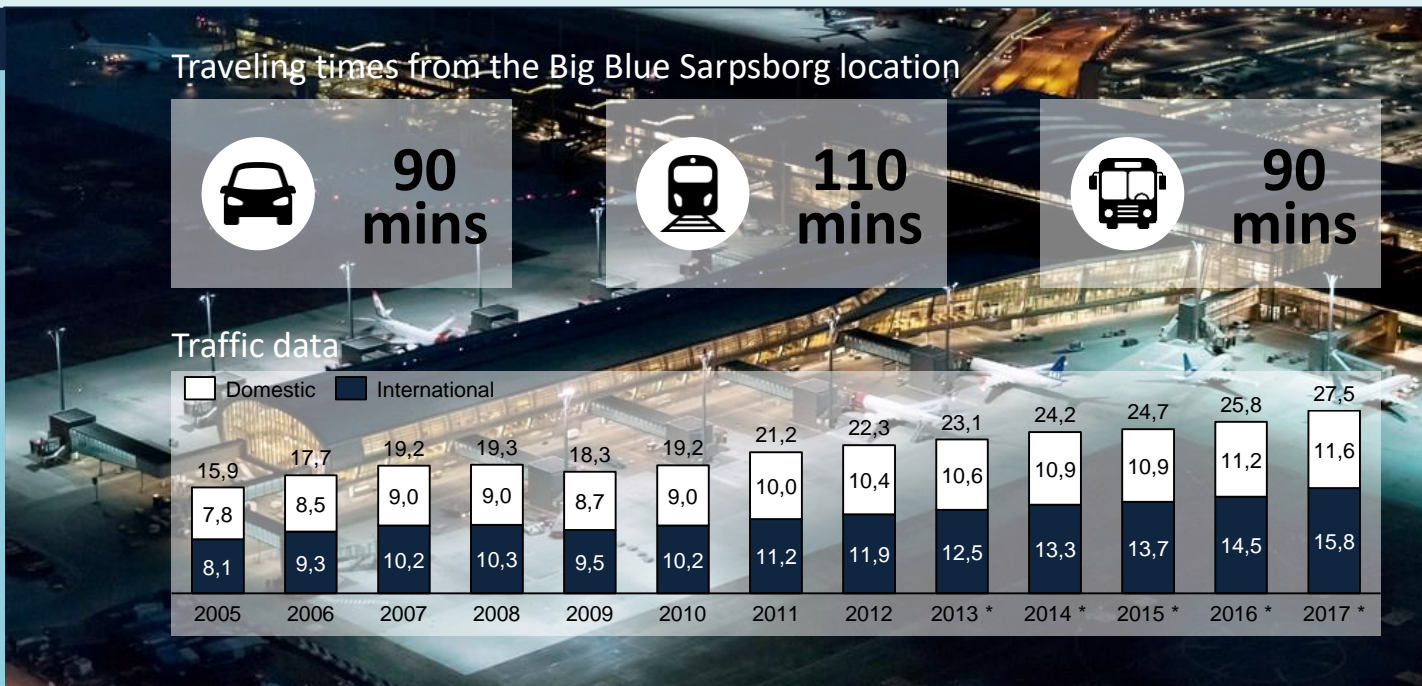 Traveling times from the Big Blue Sarpsborg location
90
mins
110
mins
90
mins
Traffic data
Domestic International
15,9 17,7 19,2 19,3 18,3 19,2 21,2 22,3 23,1 24,2 24,7 25,8 27,5
7,8 8,5 9,0 9,0 8,7 9,0 10,0 10,4 10,6 10,9 10,9 11,2 11,6
8,1 9,3 10,2 10,3 9,5 10,2 11,2 11,9 12,5 13,3 13,7 14,5 15,8
2005 2006 2007 2008 2009 2010 2011 2012 2013 * 2014 * 2015 * 2016 * 2017 *